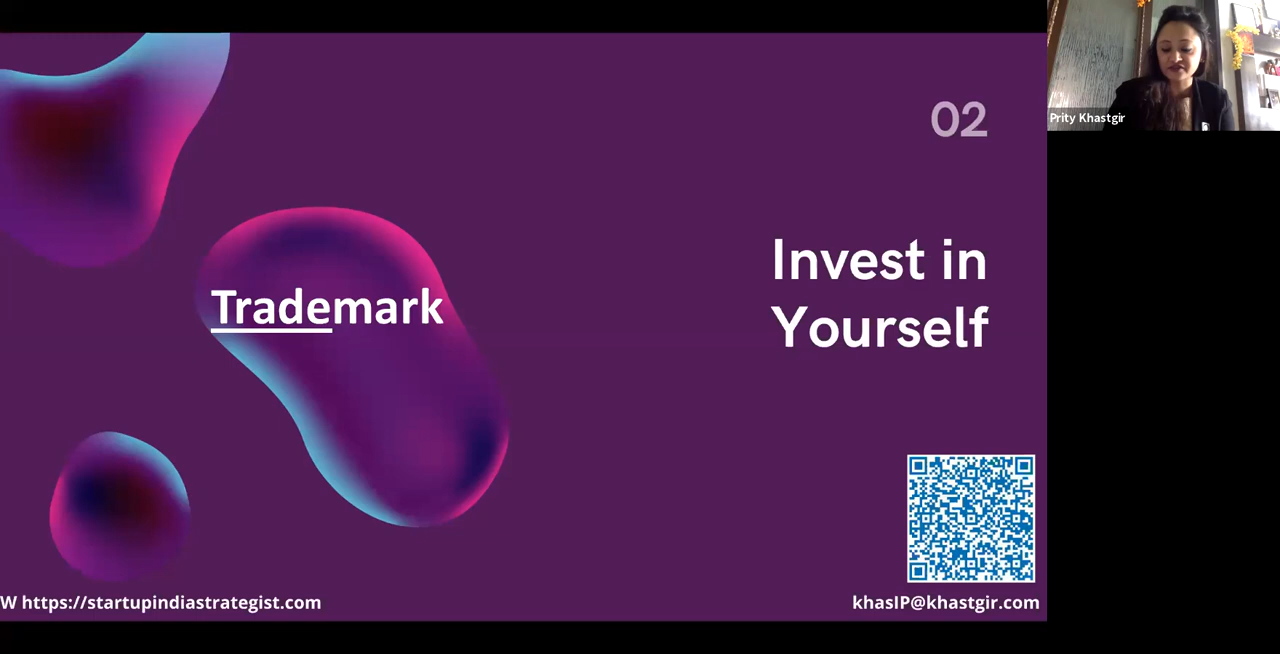 02
Prity Khastgir
Invest in
Yourself
Trademark
W https://startupindiastrategist.com
khasIP@khastgir.com